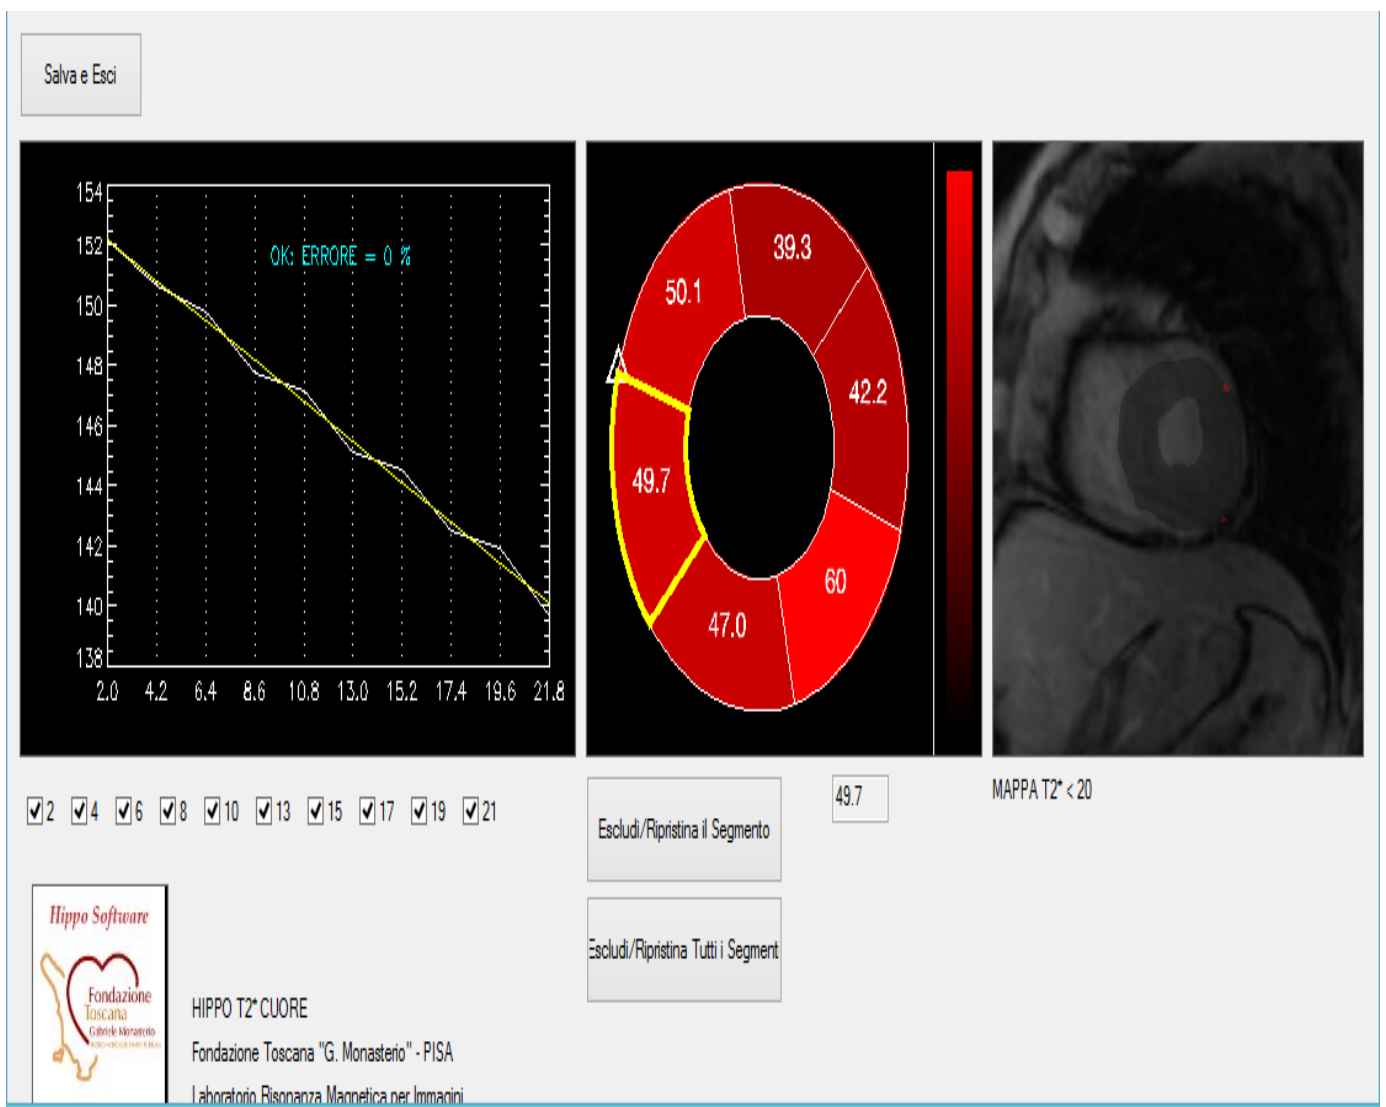 Salva e Esci
154
152
150
148
146
144
142
140
138
OK: ERRORE = 0 %
2.0 4.2 6.4 8.6 10.8 13.0 15.2 17.4 19.6 21.8
39.3
50.1
42.2
49.7
60
47.0
2 4 6 8 10 13 15 17 19 21
Escludi/Ripristina il Segmento
49.7
MAPPA T2* < 20
Escludi/Ripristina Tutti i Segment
Hippo Software
Fondazione
Toscana
Gabriele Monasterio
HIPPO T2* CUORE
Fondazione Toscana "G. Monasterio" - PISA
Laboratorio Risonanza Magnetica per Immagini